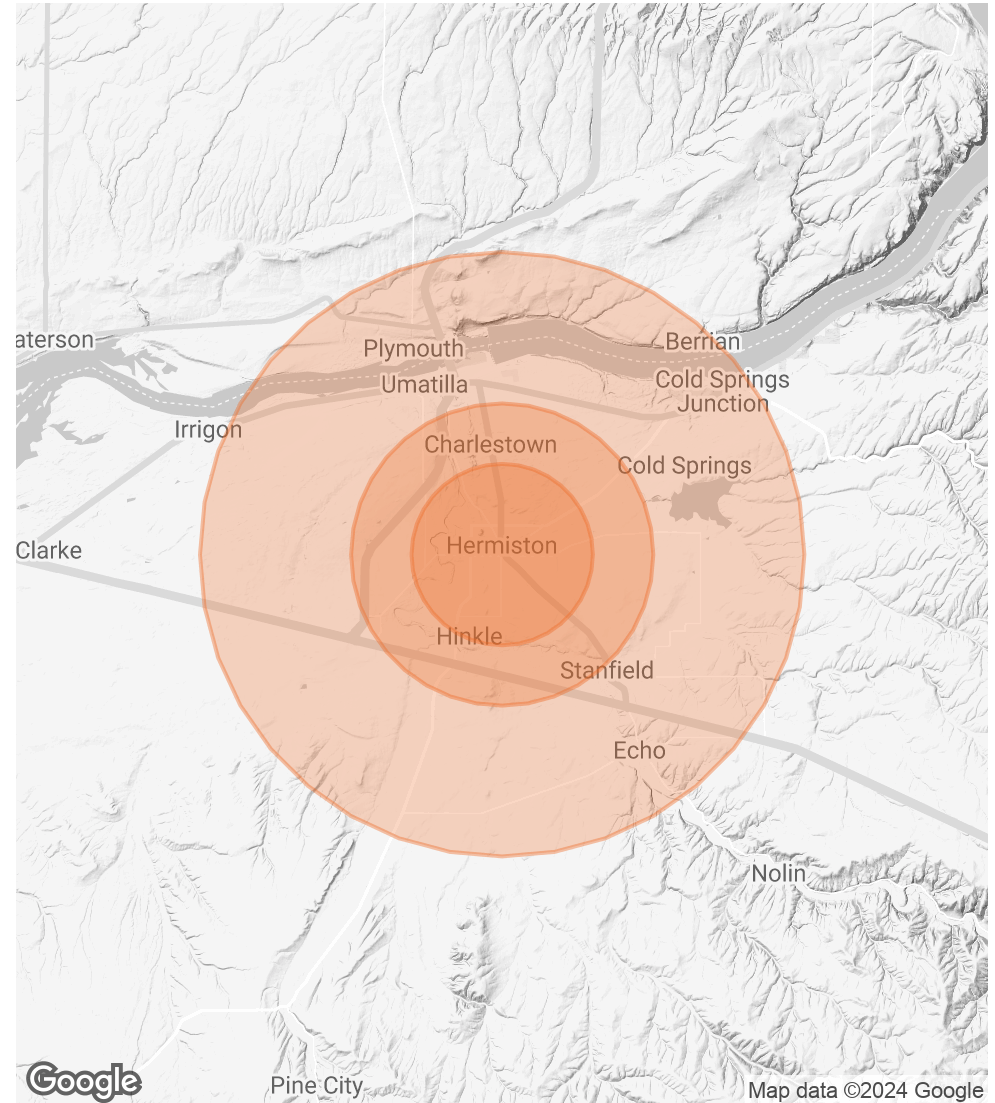 aterson
Plymouth
Berrian
Umatilla
Cold Springs
Junction
Irrigon
Charlestown
Cold Springs
Clarke
Hermiston
Hinkle
Stanfield
Echo
Nolin
Pine City
Google
Map data ©2024 Google